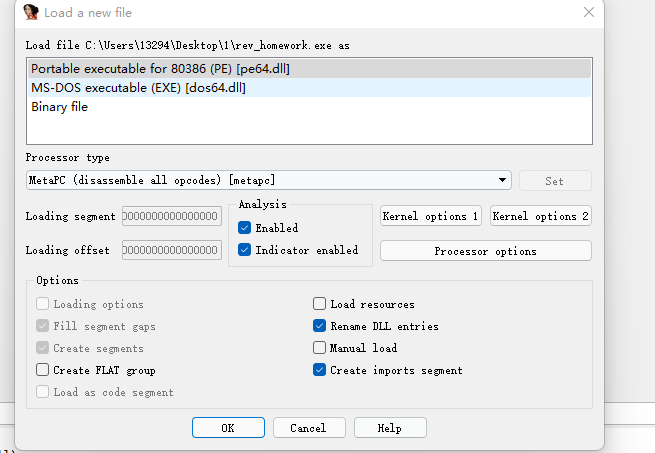 Load a new file
Load file C:\Users\13294\Desktop\1\rev_homework.exe as
Portable executable for 80386 (PE) [pe64.dll]
MS-DOS executable (EXE) [dos64.dll]
Binary file
Processor type
MetaPC (disassemble all opcodes) [metapc]
Set
Loading segment
0000000000000000
Analysis
Enabled
Kernel options 1
Kernel options 2
Loading offset
0000000000000000
Indicator enabled
Processor options
Options
Loading options
Load resources
Fill segment gaps
Rename DLL entries
Create segments
Manual load
Create FLAT group
Create imports segment
Load as code segment
OK
Cancel
Help